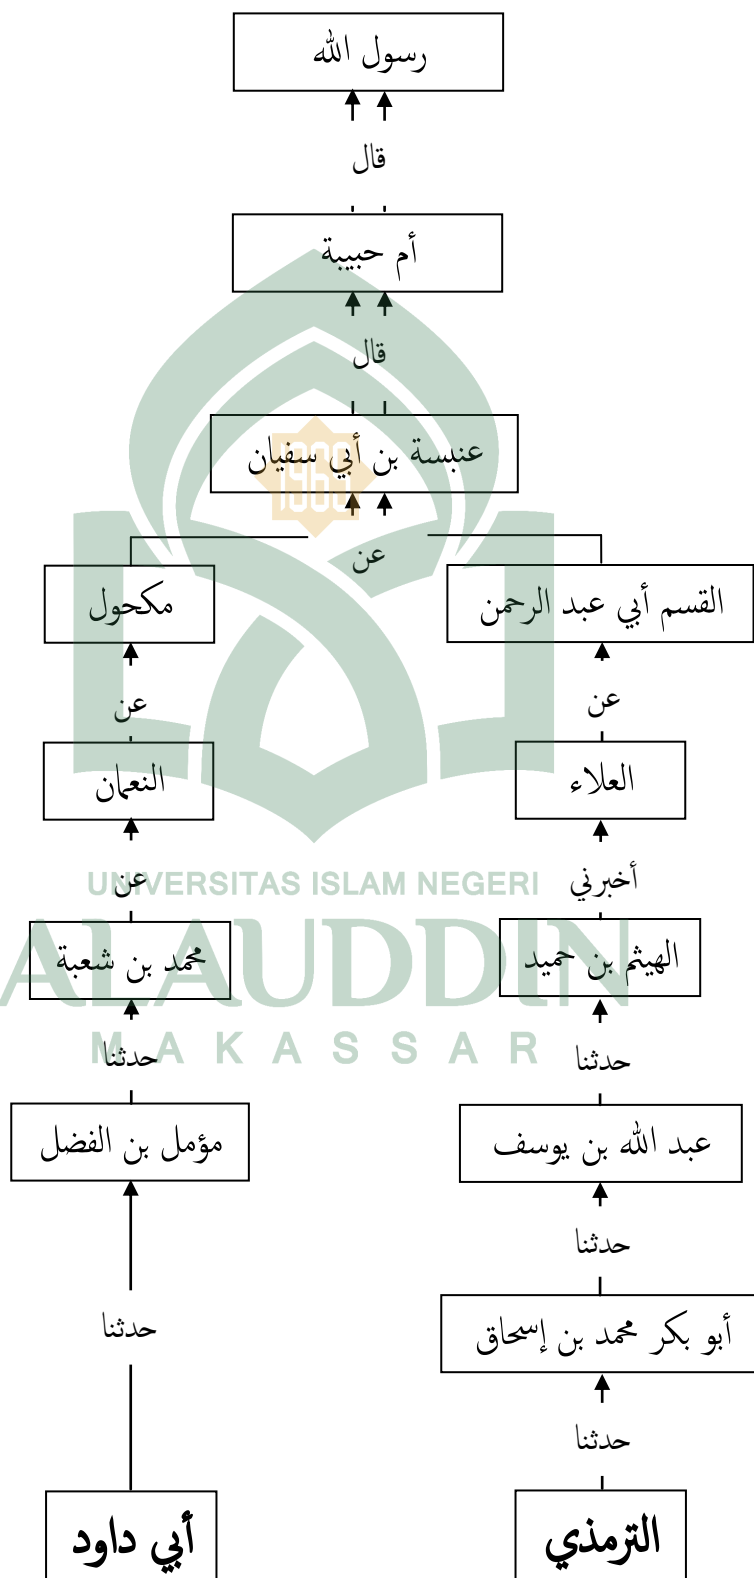 رسول الله
قال
أم حبيبة
قال
عنبسة بن أبي سفيان
1965
عن
مكحول
القسم أبي عبد الرحمن
عن
عن
النعمان
العلاء
عن
أخبرني
UNIVERSITAS ISLAM NEGERI
محمد بن شعبة
الهيثم بن حميد
ALAUDDIN
حدثنا
حدثنا
MAKASSAR
مؤمل بن الفضل
عبد الله بن يوسف
حدثنا
حدثنا
أبو بكر محمد بن إسحاق
حدثنا
أبي داود
الترمذي